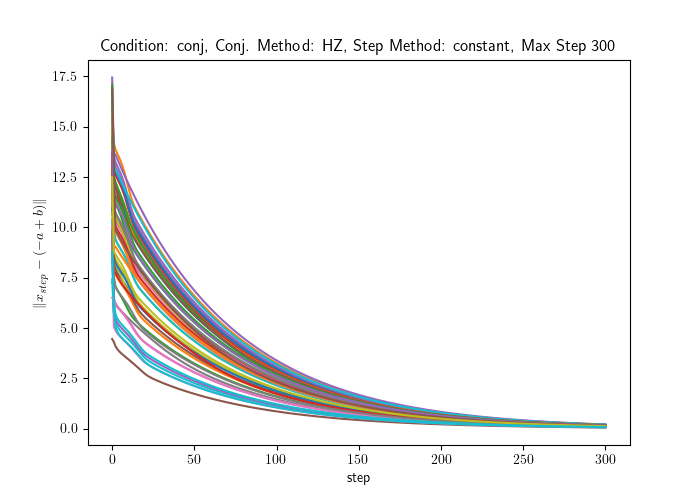 Condition: conj, Conj. Method: HZ, Step Method: constant, Max Step 300
17.5
15.0
12.5
10.0
7.5
5.0
2.5
0.0
‖x_{step} − (−a + b)‖
0 50 100 150 200 250 300
step